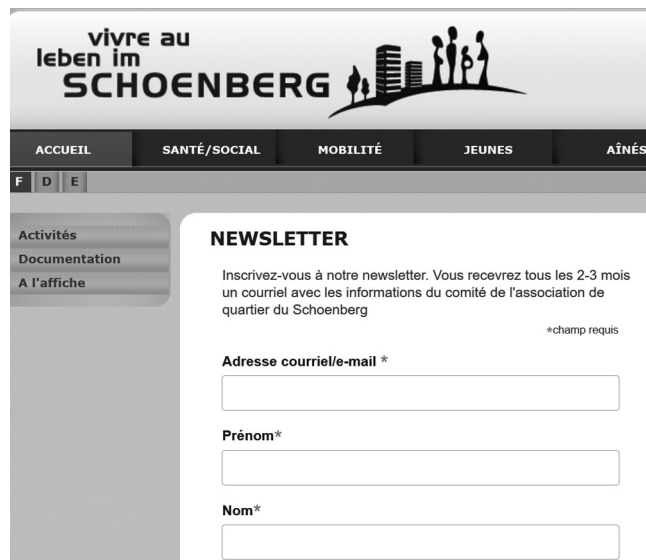 vivre au
leben im
SCHOENBERG
ACCUEIL SANTÉ/SOCIAL MOBILITÉ JEUNES AÎNÉS
F D E
Activités
Documentation
A l'affiche
NEWSLETTER
Inscrivez-vous à notre newsletter. Vous recevrez tous les 2-3 mois
un courriel avec les informations du comité de l'association de
quartier du Schoenberg
*champ requis
Adresse courriel/e-mail *
Prénom*
Nom*